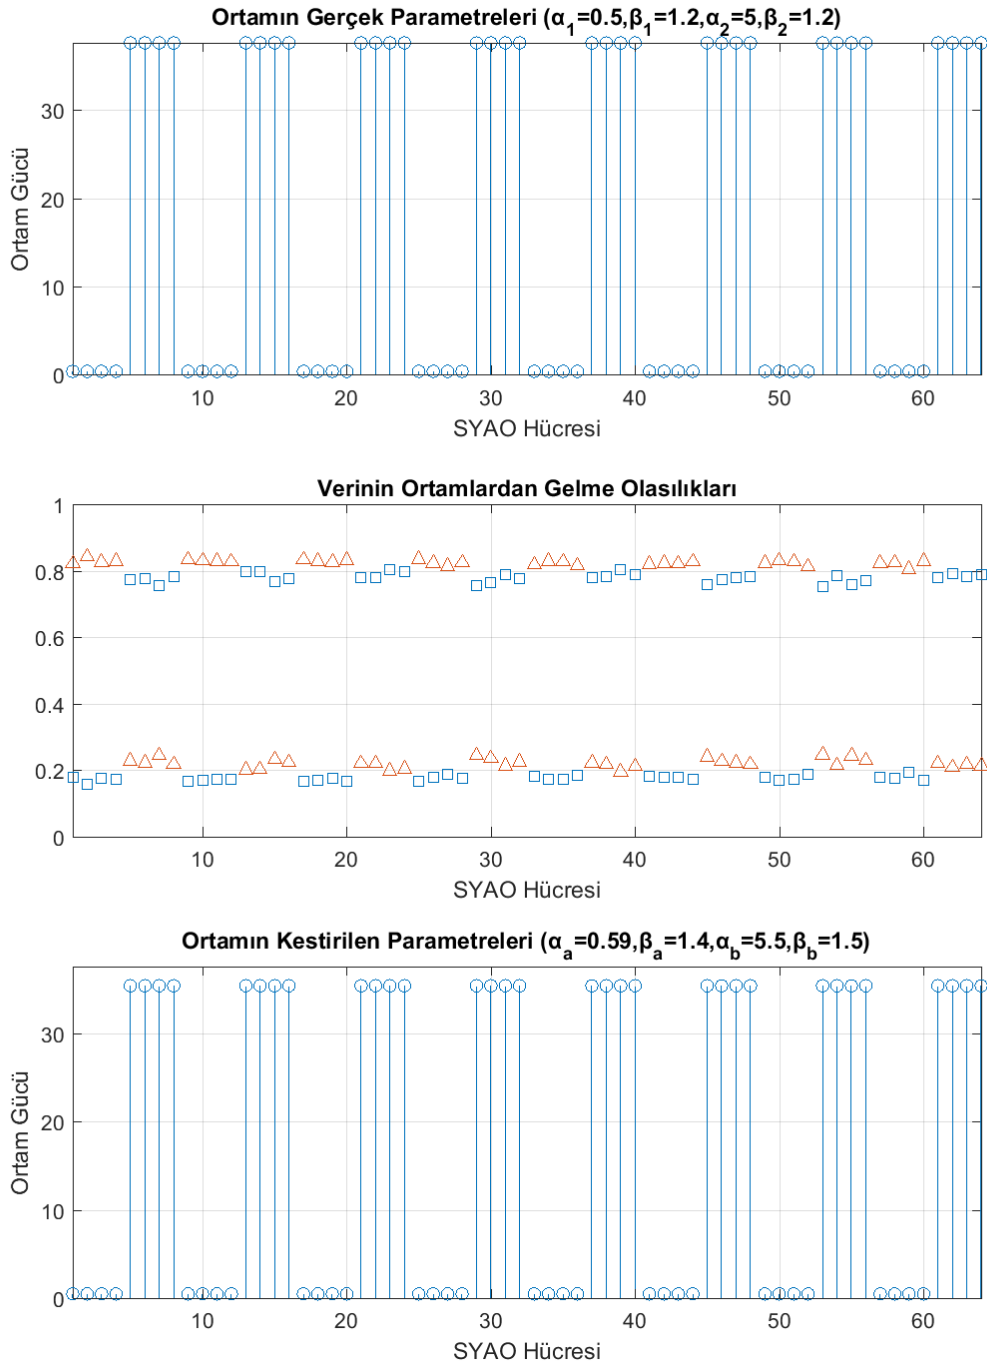 Ortamın Gerçek Parametreleri (α1=0.5,β1=1.2,α2=5,β2=1.2)
30
20
10
0
Ortam Gücü
10 20 30 40 50 60
SYAO Hücresi
Verinin Ortamlardan Gelme Olasılıkları
1
0.8
0.6
0.4
0.2
0
10 20 30 40 50 60
SYAO Hücresi
Ortamın Kestirilen Parametreleri (αa=0.59,βa=1.4,αb=5.5,βb=1.5)
30
20
10
0
Ortam Gücü
10 20 30 40 50 60
SYAO Hücresi